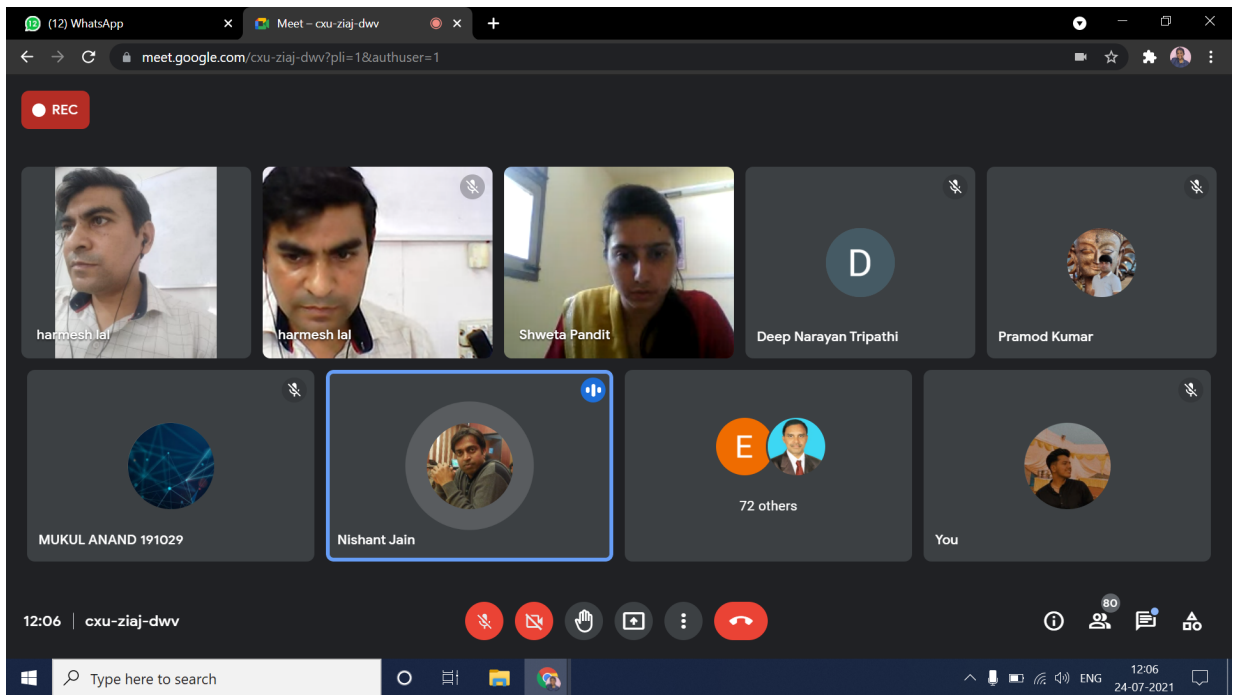 12 (12) WhatsApp
Meet – cxu-ziaj-dwv
meet.google.com/cxu-ziaj-dwv?pli=1&authuser=1
REC
harmesh lal
harmesh lal
Shweta Pandit
D
Deep Narayan Tripathi
Pramod Kumar
MUKUL ANAND 191029
Nishant Jain
E
72 others
You
12:06 | cxu-ziaj-dwv
80
Type here to search
ENG
12:06
24-07-2021